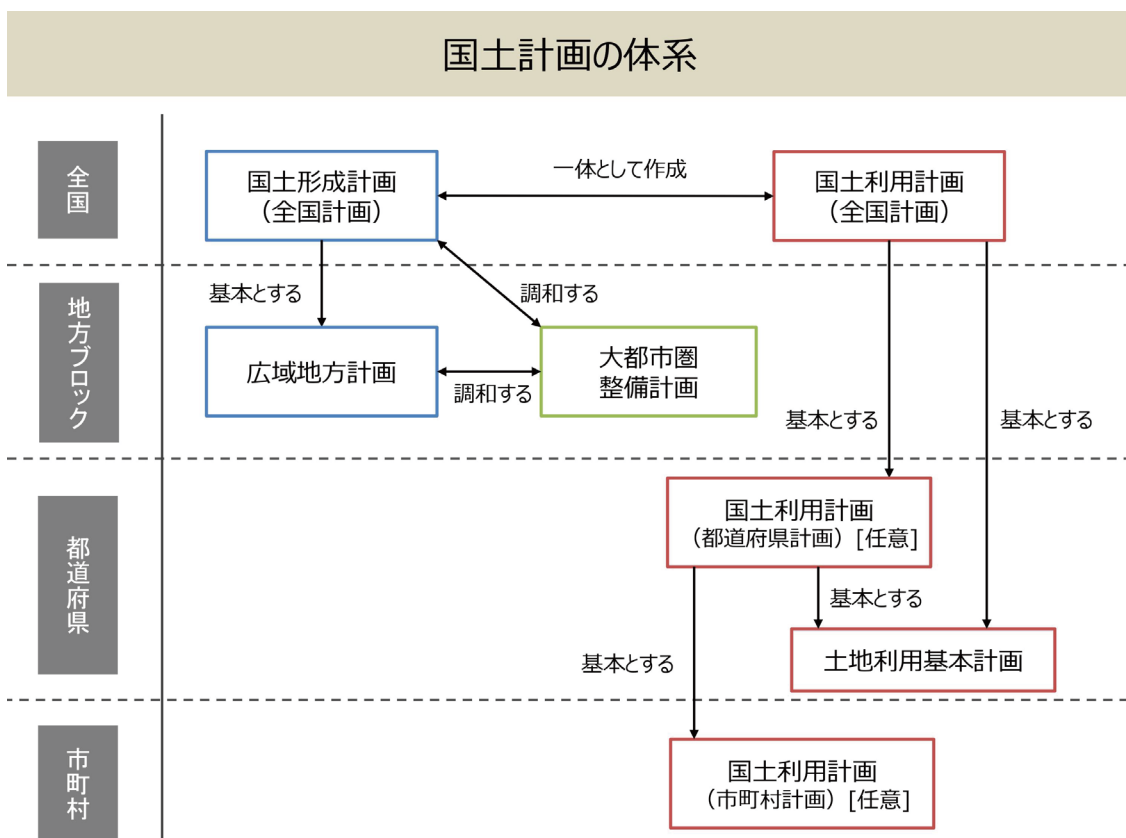 国土計画の体系
全国
国土形成計画
（全国計画）
一体として作成
国土利用計画
（全国計画）
地方ブロック
基本とする
調和する
広域地方計画
調和する
大都市圏
整備計画
基本とする
基本とする
都道府県
国土利用計画
（都道府県計画）[任意]
基本とする
基本とする
土地利用基本計画
市町村
国土利用計画
（市町村計画）[任意]